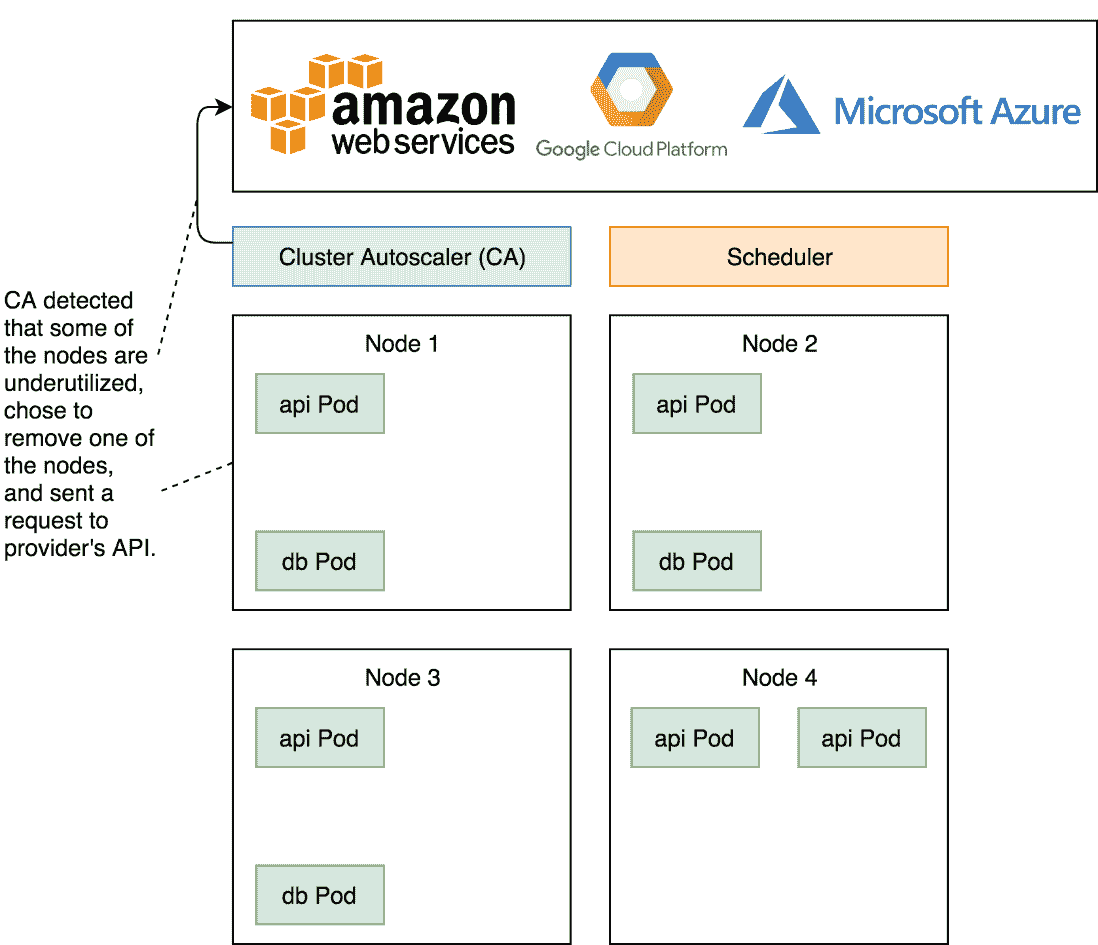 amazon
web services
Google Cloud Platform
Microsoft Azure
Cluster Autoscaler (CA)
Scheduler
CA detected
that some of
the nodes are
underutilized,
chose to
remove one of
the nodes,
and sent a
request to
provider's API.
Node 1
api Pod
db Pod
Node 2
api Pod
db Pod
Node 3
api Pod
db Pod
Node 4
api Pod
api Pod